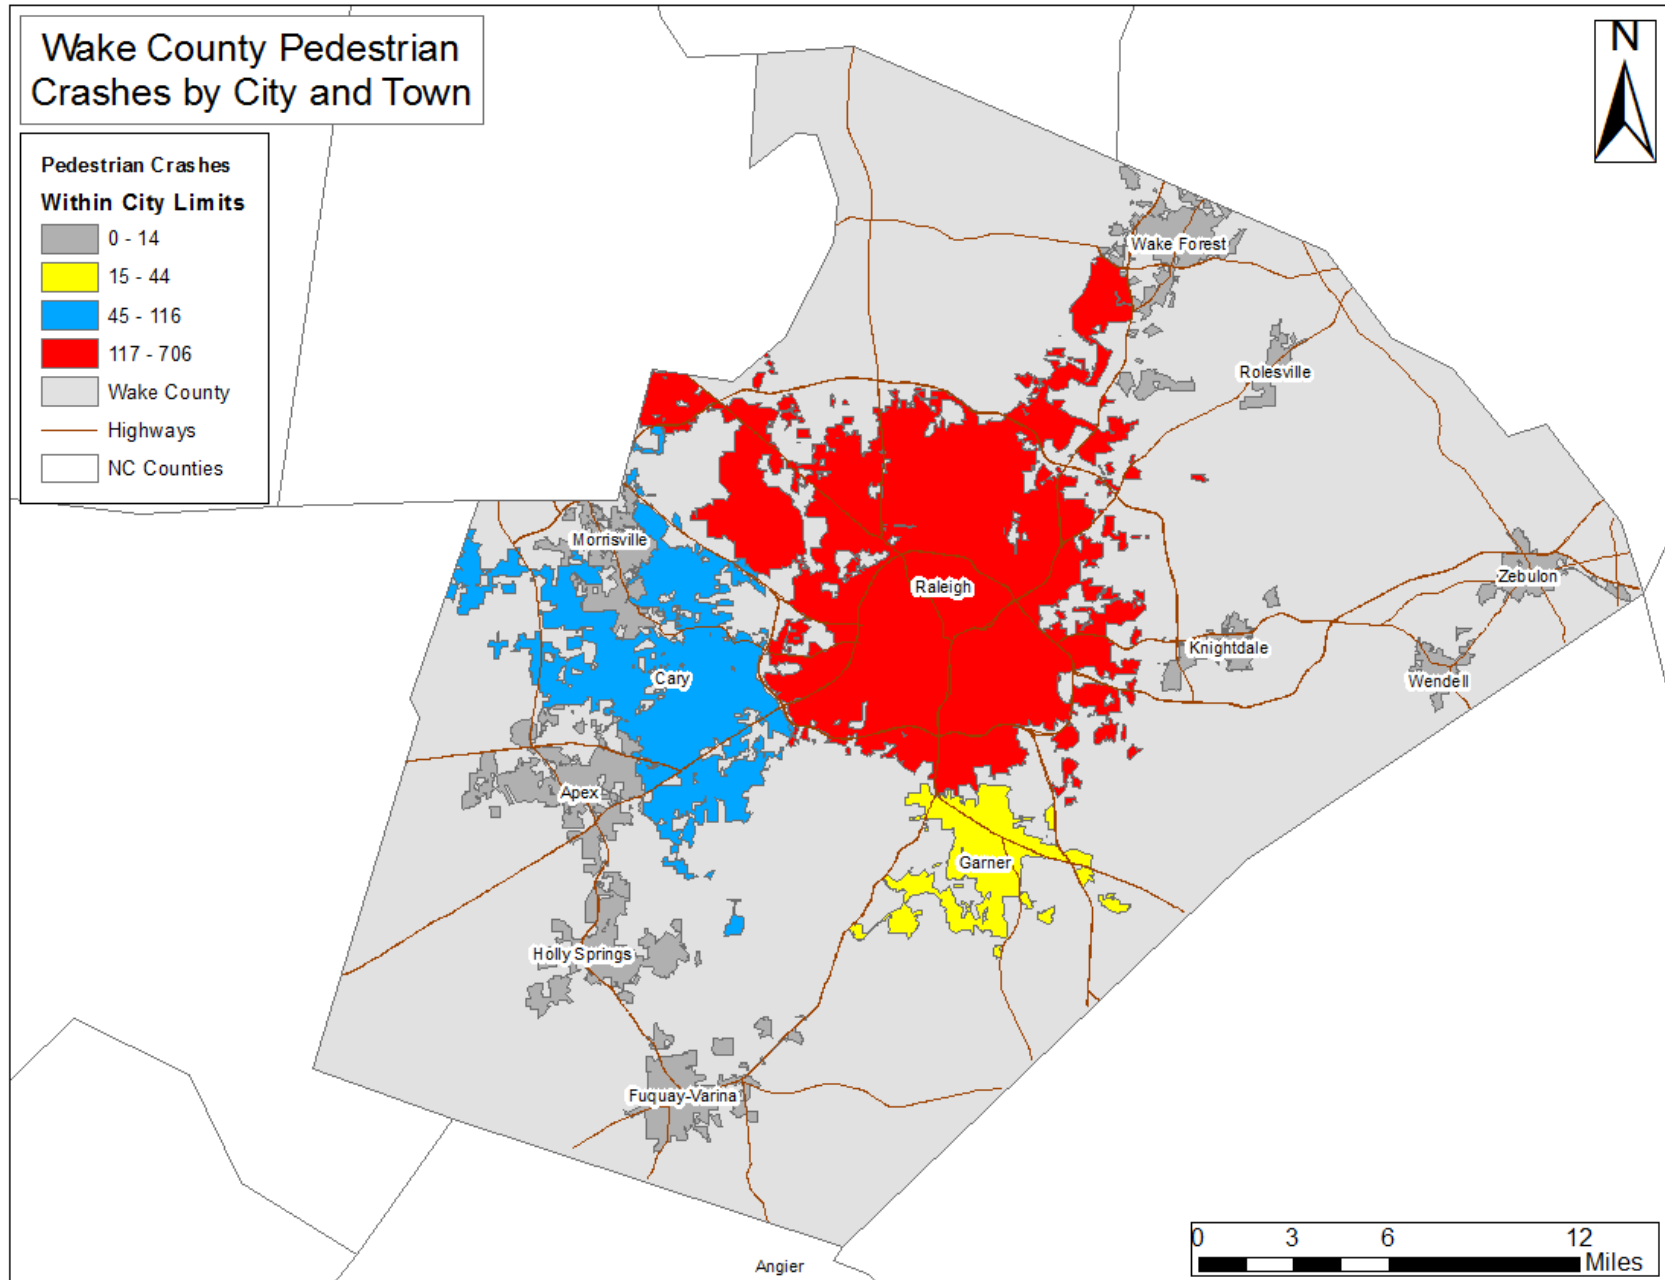 Wake County Pedestrian
Crashes by City and Town
N
Pedestrian Crashes
Within City Limits
0 - 14
15 - 44
45 - 116
117 - 706
Wake County
Highways
NC Counties
Wake Forest
Rolesville
Morrisville
Raleigh
Zebulon
Knightdale
Cary
Wendell
Apex
Garner
Holly Springs
Fuquay-Varina
Angier
0 3 6 12
Miles